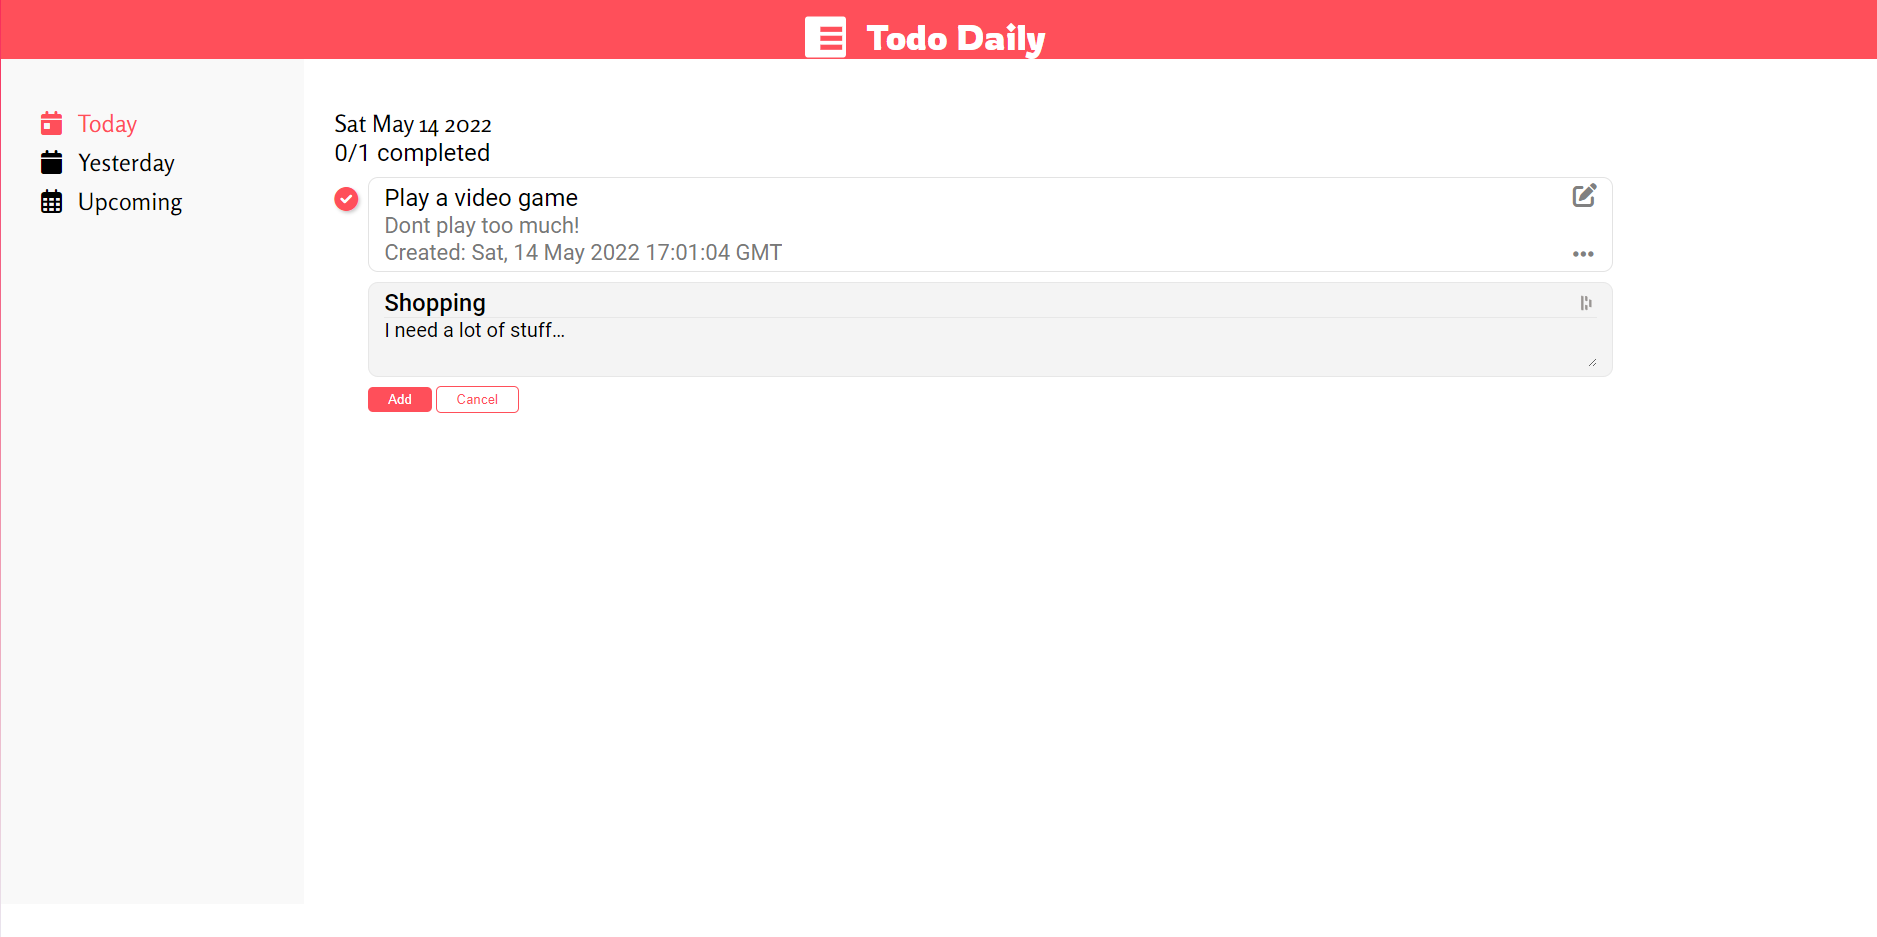 Todo Daily
Today
Yesterday
Upcoming
Sat May 14 2022
0/1 completed
Play a video game
Dont play too much!
Created: Sat, 14 May 2022 17:01:04 GMT
Shopping
I need a lot of stuff...
Add
Cancel